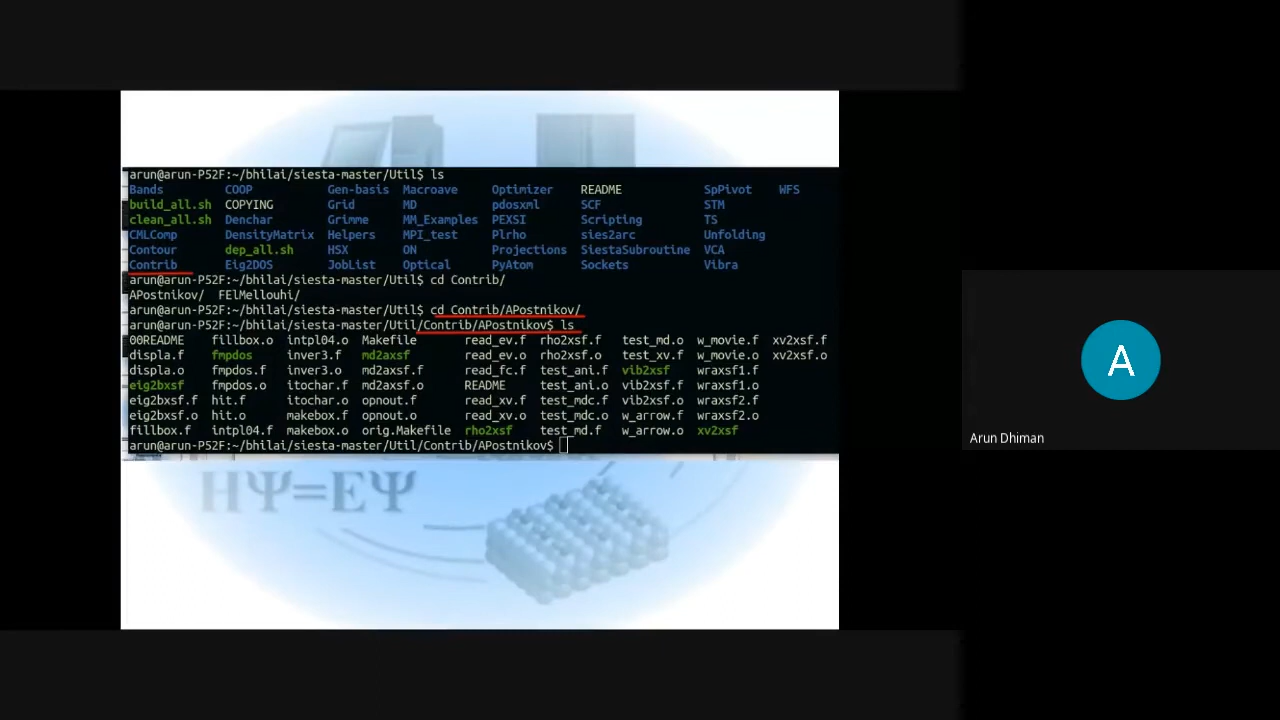 arun@arun-P52F:~/bhilai/siesta-master/Util$ ls
Bands COOP Gen-basis Macroave Optimizer README SpPivot WFS
build_all.sh COPYING Grid MD pdosxml SCF STM
clean_all.sh Denchar Grimme MM_Examples PEXSI Scripting TS
CMLComp DensityMatrix Helpers MPI_test Plrho sies2arc Unfolding
Contour dep_all.sh HSX ON Projections SiestaSubroutine VCA
Contrib Eig2DOS JobList Optical PyAtom Sockets Vibra
arun@arun-P52F:~/bhilai/siesta-master/Util$ cd Contrib/
APostnikov/ FElMellouhi/
arun@arun-P52F:~/bhilai/siesta-master/Util$ cd Contrib/APostnikov/
arun@arun-P52F:~/bhilai/siesta-master/Util/Contrib/APostnikov$ ls
00README fillbox.o intpl04.o Makefile read_ev.f rho2xsf.f test_md.o w_movie.f xv2xsf.f
displa.f fmpdos inver3.f md2axsf read_ev.o rho2xsf.o test_xv.f w_movie.o xv2xsf.o
displa.o fmpdos.f inver3.o md2axsf.f read_fc.f test_ani.f vib2xsf wraxsf1.f
eig2bxsf fmpdos.o itochar.f md2axsf.o README test_ani.o vib2xsf.f wraxsf1.o
eig2bxsf.f hit.f itochar.o opnout.f read_xv.f test_mdc.f vib2xsf.o wraxsf2.f
eig2bxsf.o hit.o makebox.f opnout.o read_xv.o test_mdc.o w_arrow.f wraxsf2.o
fillbox.f intpl04.f makebox.o orig.Makefile rho2xsf test_md.f w_arrow.o xv2xsf
arun@arun-P52F:~/bhilai/siesta-master/Util/Contrib/APostnikov$
HΨ=EΨ
A
Arun Dhiman